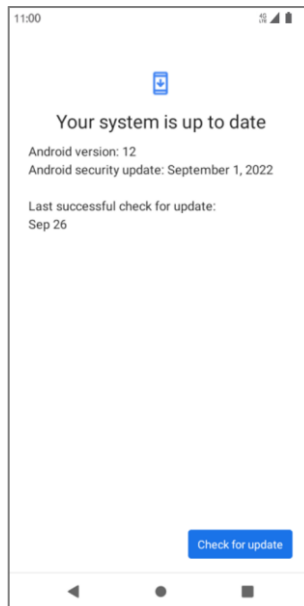 11:00
Your system is up to date
Android version: 12
Android security update: September 1, 2022
Last successful check for update:
Sep 26
Check for update